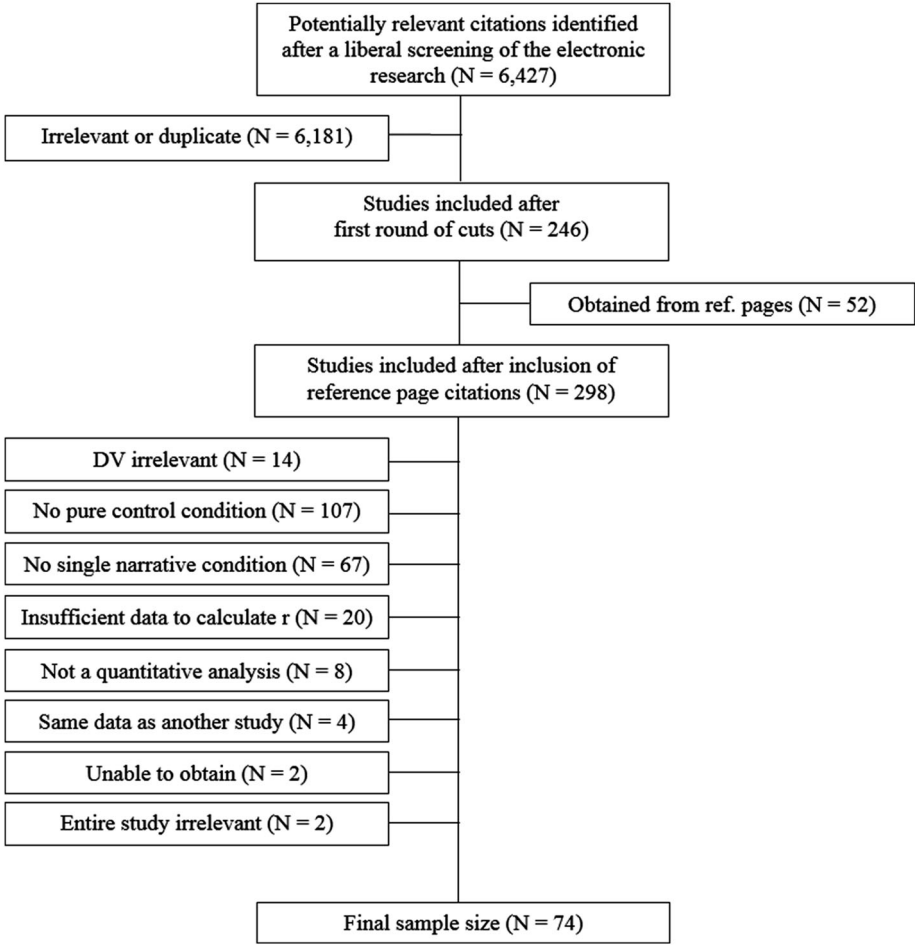 Potentially relevant citations identified
after a liberal screening of the electronic
research (N = 6,427)
Irrelevant or duplicate (N = 6,181)
Studies included after
first round of cuts (N = 246)
Obtained from ref. pages (N = 52)
Studies included after inclusion of
reference page citations (N = 298)
DV irrelevant (N = 14)
No pure control condition (N = 107)
No single narrative condition (N = 67)
Insufficient data to calculate r (N = 20)
Not a quantitative analysis (N = 8)
Same data as another study (N = 4)
Unable to obtain (N = 2)
Entire study irrelevant (N = 2)
Final sample size (N = 74)